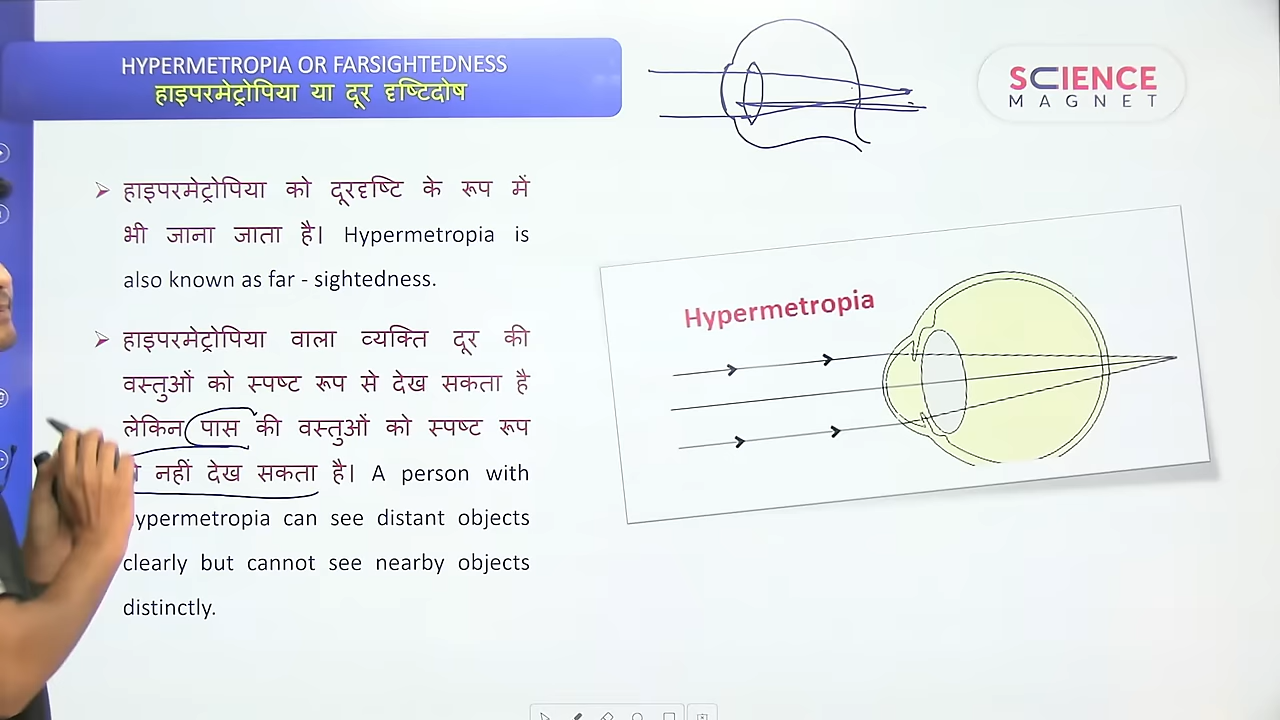 HYPERMETROPIA OR FARSIGHTEDNESS
हाइपरमेट्रोपिया या दूर दृष्टिदोष
SCIENCE
MAGNET
हाइपरमेट्रोपिया को दूरदृष्टि के रूप में
भी जाना जाता है। Hypermetropia is
also known as far - sightedness.
हाइपरमेट्रोपिया वाला व्यक्ति दूर की
वस्तुओं को स्पष्ट रूप से देख सकता है
लेकिन पास की वस्तुओं को स्पष्ट रूप
नहीं देख सकता है। A person with
ypermetropia can see distant objects
clearly but cannot see nearby objects
distinctly.
Hypermetropia